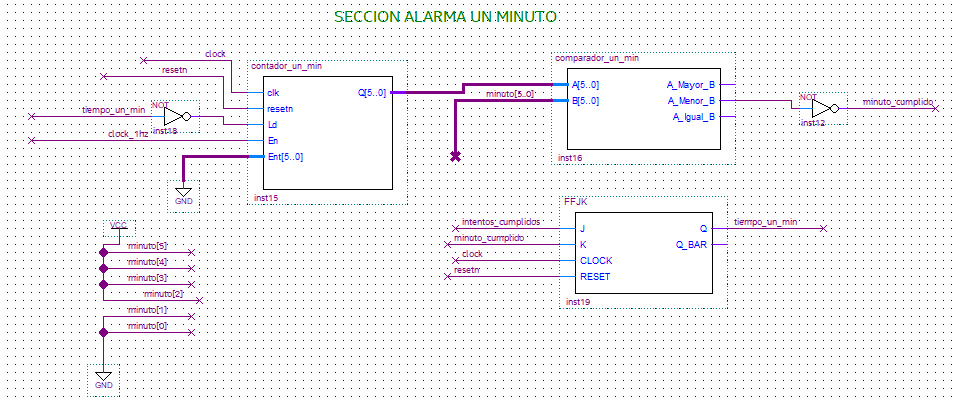 SECCION ALARMA UN MINUTO
clock
resetn
tiempo_un_min
NOT
inst18
clock_1hz
contador_un_min
clk
resetn
Ld
En
Ent[5..0]
Q[5..0]
inst15
GND
minuto[5..0]
comparador_un_min
A[5..0]
B[5..0]
A_Mayor_B
A_Menor_B
A_Igual_B
inst16
NOT
inst12
minuto_cumplido
VCC
minuto[5]
minuto[4]
minuto[3]
minuto[2]
minuto[1]
minuto[0]
GND
intentos_cumplidos
minuto_cumplido
clock
resetn
FFJK
J
K
CLOCK
RESET
Q
Q_BAR
inst19
tiempo_un_min